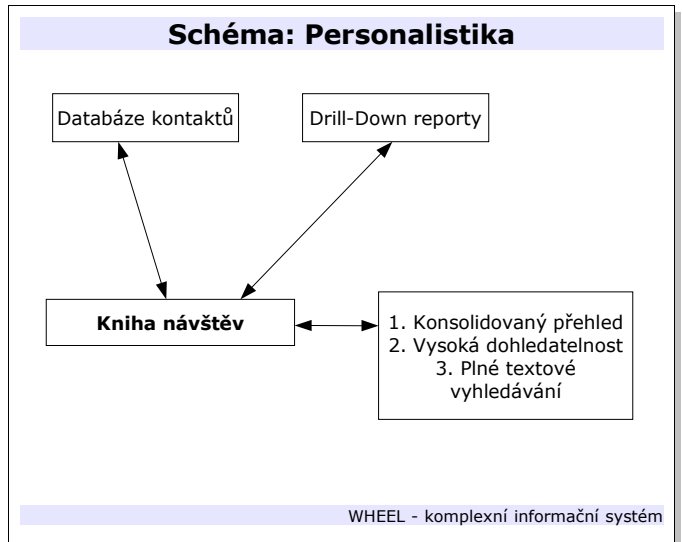 Schéma: Personalistika
Databáze kontaktů
Drill-Down reporty
Kniha návštěv
1. Konsolidovaný přehled
2. Vysoká dohledatelnost
3. Plné textové
vyhledávání
WHEEL - komplexní informační systém